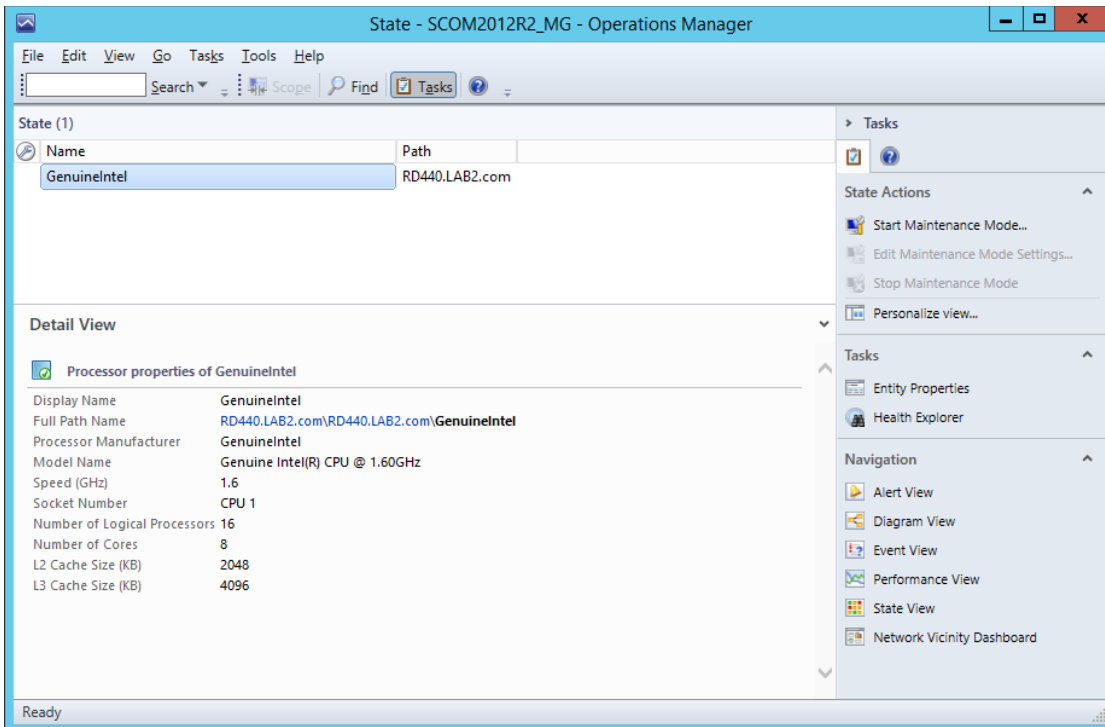 State - SCOM2012R2_MG - Operations Manager
File Edit View Go Tasks Tools Help
Search Scope Find Tasks
State (1)
Name Path
GenuineIntel RD440.LAB2.com
Detail View
Processor properties of GenuineIntel
Display Name GenuineIntel
Full Path Name RD440.LAB2.com\RD440.LAB2.com\GenuineIntel
Processor Manufacturer GenuineIntel
Model Name Genuine Intel(R) CPU @ 1.60GHz
Speed (GHz) 1.6
Socket Number CPU 1
Number of Logical Processors 16
Number of Cores 8
L2 Cache Size (KB) 2048
L3 Cache Size (KB) 4096
Tasks
State Actions
Start Maintenance Mode...
Edit Maintenance Mode Settings...
Stop Maintenance Mode
Personalize view...
Tasks
Entity Properties
Health Explorer
Navigation
Alert View
Diagram View
Event View
Performance View
State View
Network Vicinity Dashboard
Ready